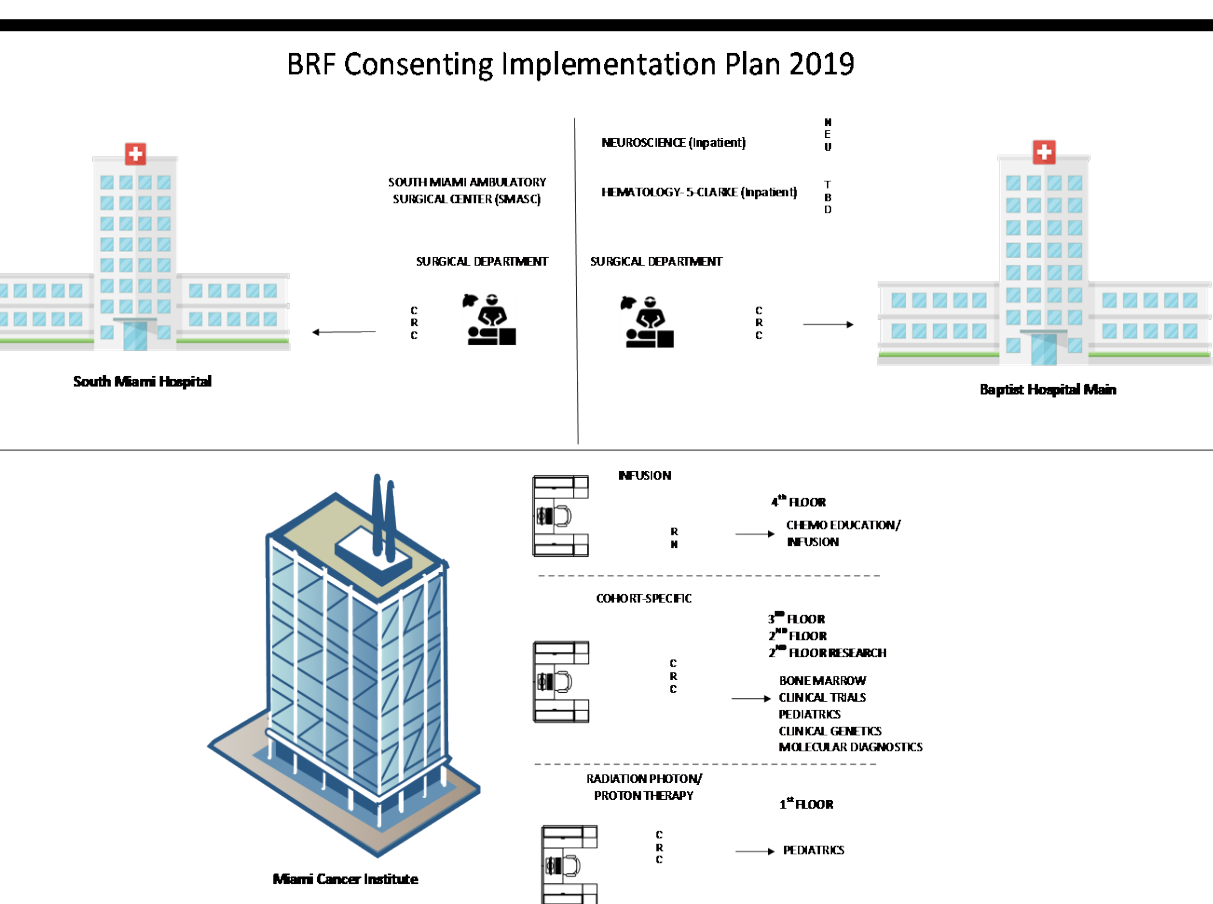 BRF Consenting Implementation Plan 2019
SOUTH MIAMI AMBULATORY
SURGICAL CENTER (SMASC)
SURGICAL DEPARTMENT
C
R
C
South Miami Hospital
NEUROSCIENCE (Inpatient)
N
E
U
HEMATOLOGY- 5-CLARKE (Inpatient)
T
B
D
SURGICAL DEPARTMENT
C
R
C
Baptist Hospital Main
Miami Cancer Institute
INFUSION
R
N
4th FLOOR
CHEMO EDUCATION/
INFUSION
COHORT-SPECIFIC
C
R
C
3RD FLOOR
2ND FLOOR
2ND FLOOR RESEARCH
BONE MARROW
CLINICAL TRIALS
PEDIATRICS
CLINICAL GENETICS
MOLECULAR DIAGNOSTICS
RADIATION PHOTON/
PROTON THERAPY
C
R
C
1st FLOOR
PEDIATRICS